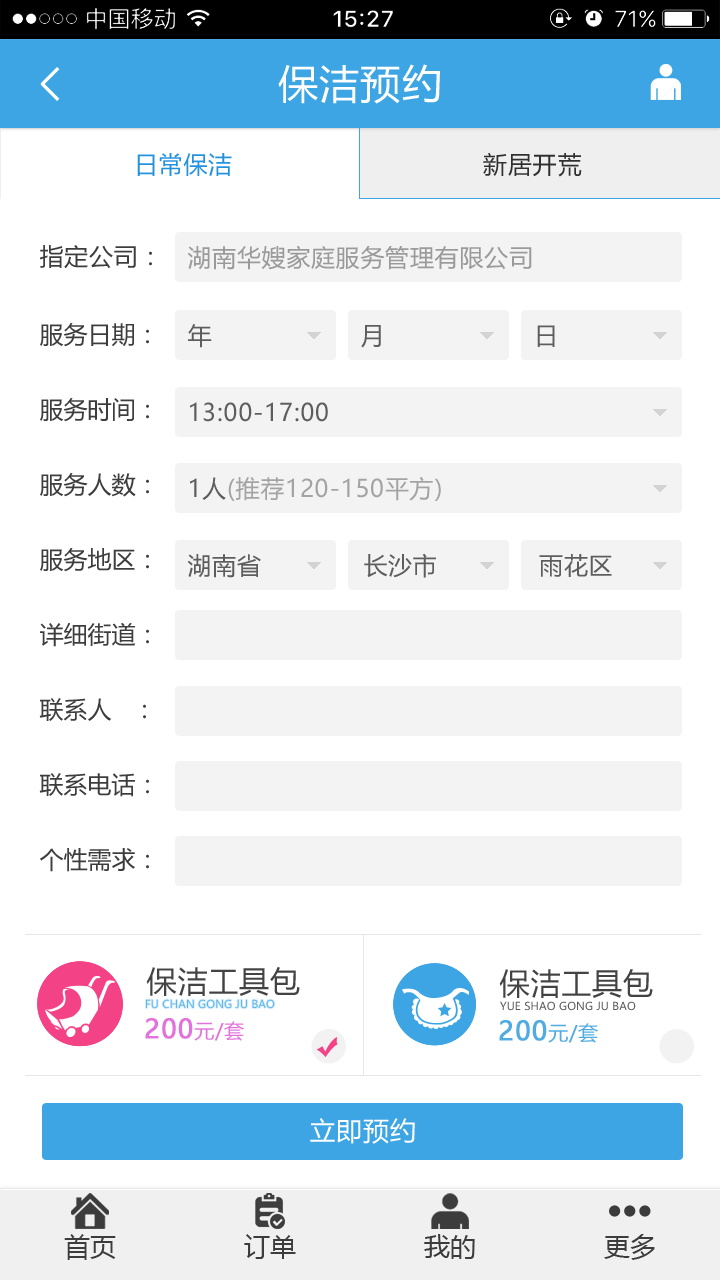 中国移动 15:27 71%
保洁预约
日常保洁 新居开荒
指定公司： 湖南华嫂家庭服务管理有限公司
服务日期： 年 月 日
服务时间： 13:00-17:00
服务人数： 1人(推荐120-150平方)
服务地区： 湖南省 长沙市 雨花区
详细街道：
联系人 ：
联系电话：
个性需求：
保洁工具包
FU CHAN GONG JU BAO
200元/套
保洁工具包
YUE SHAO GONG JU BAO
200元/套
立即预约
首页 订单 我的 更多